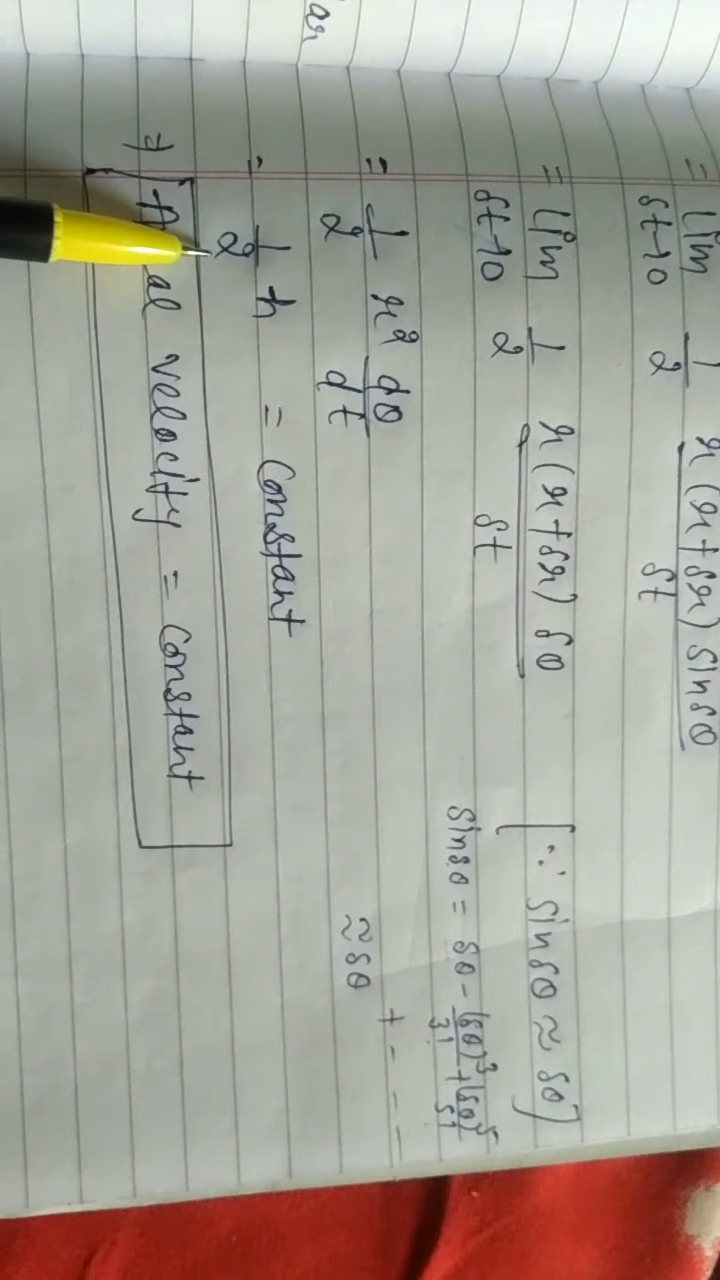 = lim δt→0 1/2 r(r+δr) sinδθ / δt
= lim δt→0 1/2 r(r+δr) δθ / δt [∵ sinδθ ≈ δθ]
sinδθ = δθ - (δθ)³/3! + (δθ)⁵/5! + - - -
≈ δθ
= 1/2 r² dθ/dt
= 1/2 h = constant
⇒ velocity = constant